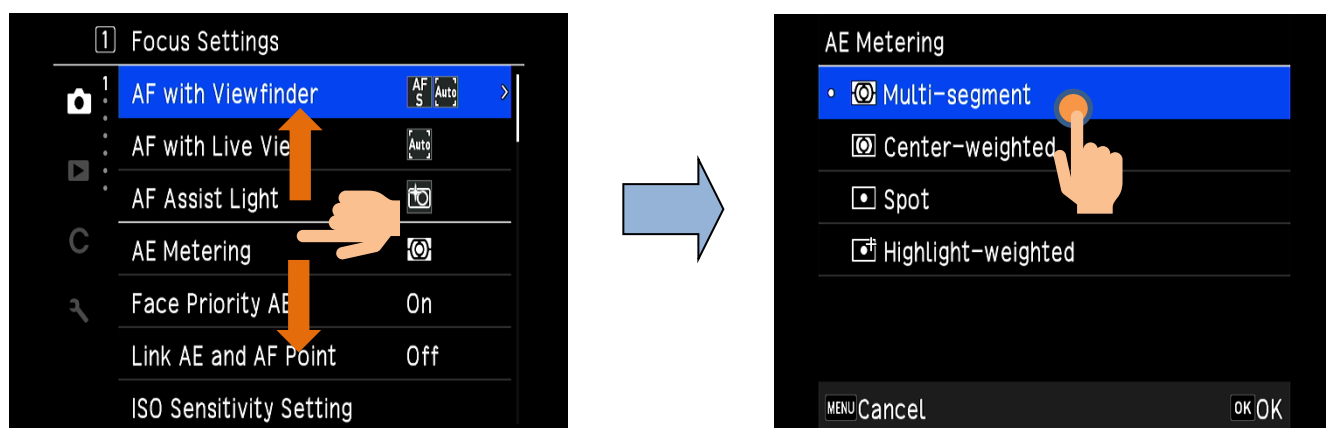 1 Focus Settings
1
AF with Viewfinder AF S Auto >
AF with Live Vie Auto
AF Assist Light
AE Metering
C
Face Priority AE On
Link AE and AF Point Off
ISO Sensitivity Setting
AE Metering
Multi-segment
Center-weighted
Spot
Highlight-weighted
MENU Cancel OK OK